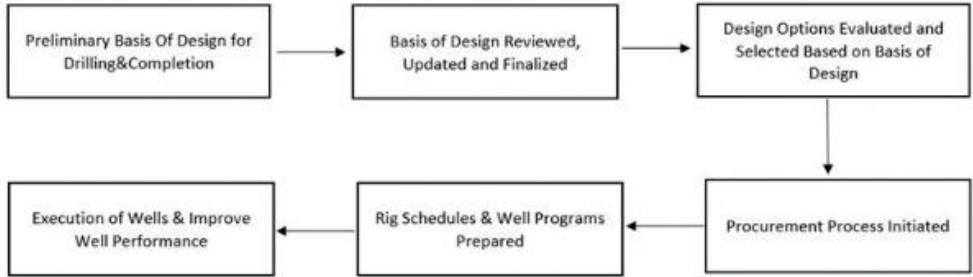 Preliminary Basis Of Design for
Drilling&Completion
Basis of Design Reviewed,
Updated and Finalized
Design Options Evaluated and
Selected Based on Basis of
Design
Procurement Process Initiated
Rig Schedules & Well Programs
Prepared
Execution of Wells & Improve
Well Performance